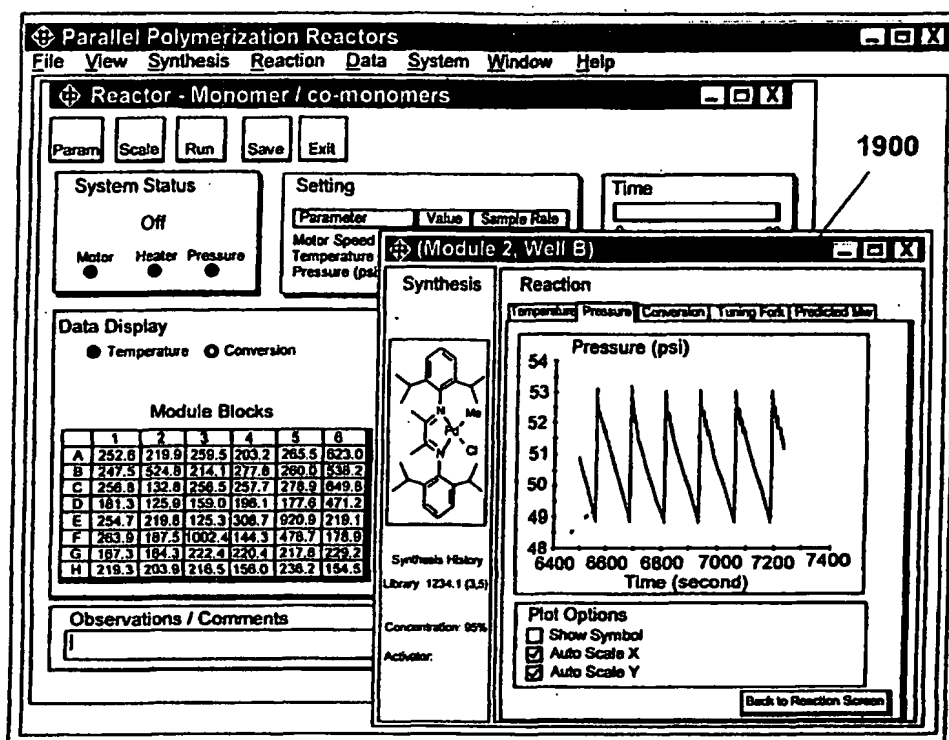 Parallel Polymerization Reactors
File View Synthesis Reaction Data System Window Help
Reactor - Monomer / co-monomers
Param Scale Run Save Exit
1900
System Status
Off
Motor Heater Pressure
Setting
Parameter Value Sample Rate
Motor Speed
Temperature
Pressure (psi
Time
Data Display
Temperature Conversion
Module Blocks
1 2 3 4 5 6
A 252.6 219.9 259.5 203.2 265.5 623.0
B 247.5 524.8 214.1 277.8 260.0 538.2
C 256.8 132.8 256.5 257.7 278.9 649.8
D 181.3 125.9 159.0 196.1 177.6 471.2
E 254.7 219.8 125.3 308.7 920.9 219.1
F 263.9 187.5 1002.4 144.3 478.7 178.9
G 187.3 184.3 222.4 220.4 217.8 229.2
H 219.3 203.9 216.5 156.0 236.2 154.5
Observations / Comments
(Module 2, Well B)
Synthesis
N
Me
Pd
N
Cl
Synthesis History
Library 1234.1 (3,5)
Concentration: 95%
Activator:
Reaction
Temperature Pressure Conversion Tuning Fork Predicted Mw
Pressure (psi)
54
53
52
51
50
49
48
6400 6600 6800 7000 7200 7400
Time (second)
Plot Options
Show Symbol
Auto Scale X
Auto Scale Y
Back to Reaction Screen